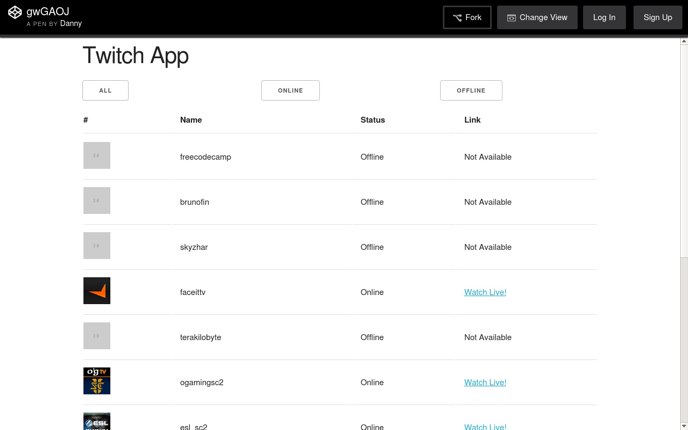 gwGAOJ
A PEN BY Danny
Fork
Change View
Log In
Sign Up
Twitch App
ALL ONLINE OFFLINE
# Name Status Link
freecodecamp Offline Not Available
brunofin Offline Not Available
skyzhar Offline Not Available
faceittv Online Watch Live!
terakilobyte Offline Not Available
OG TV
ogamingsc2 Online Watch Live!
ESL
esl_sc2 Online Watch Live!